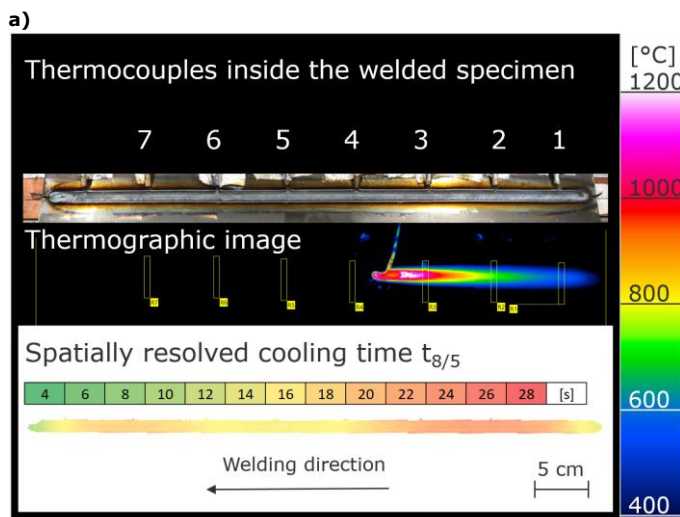 a)
[°C]
1200
1000
800
600
400
Thermocouples inside the welded specimen
7 6 5 4 3 2 1
Thermographic image
Spatially resolved cooling time t8/5
4 6 8 10 12 14 16 18 20 22 24 26 28 [s]
Welding direction
5 cm